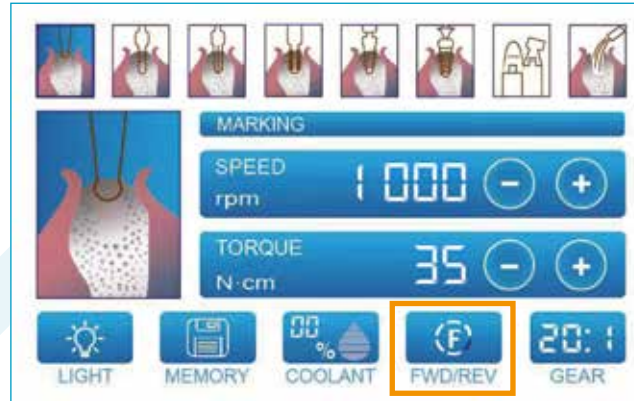 MARKING
SPEED
rpm
1000
- +
TORQUE
N·cm
35
- +
00
%
F
20:1
LIGHT
MEMORY
COOLANT
FWD/REV
GEAR